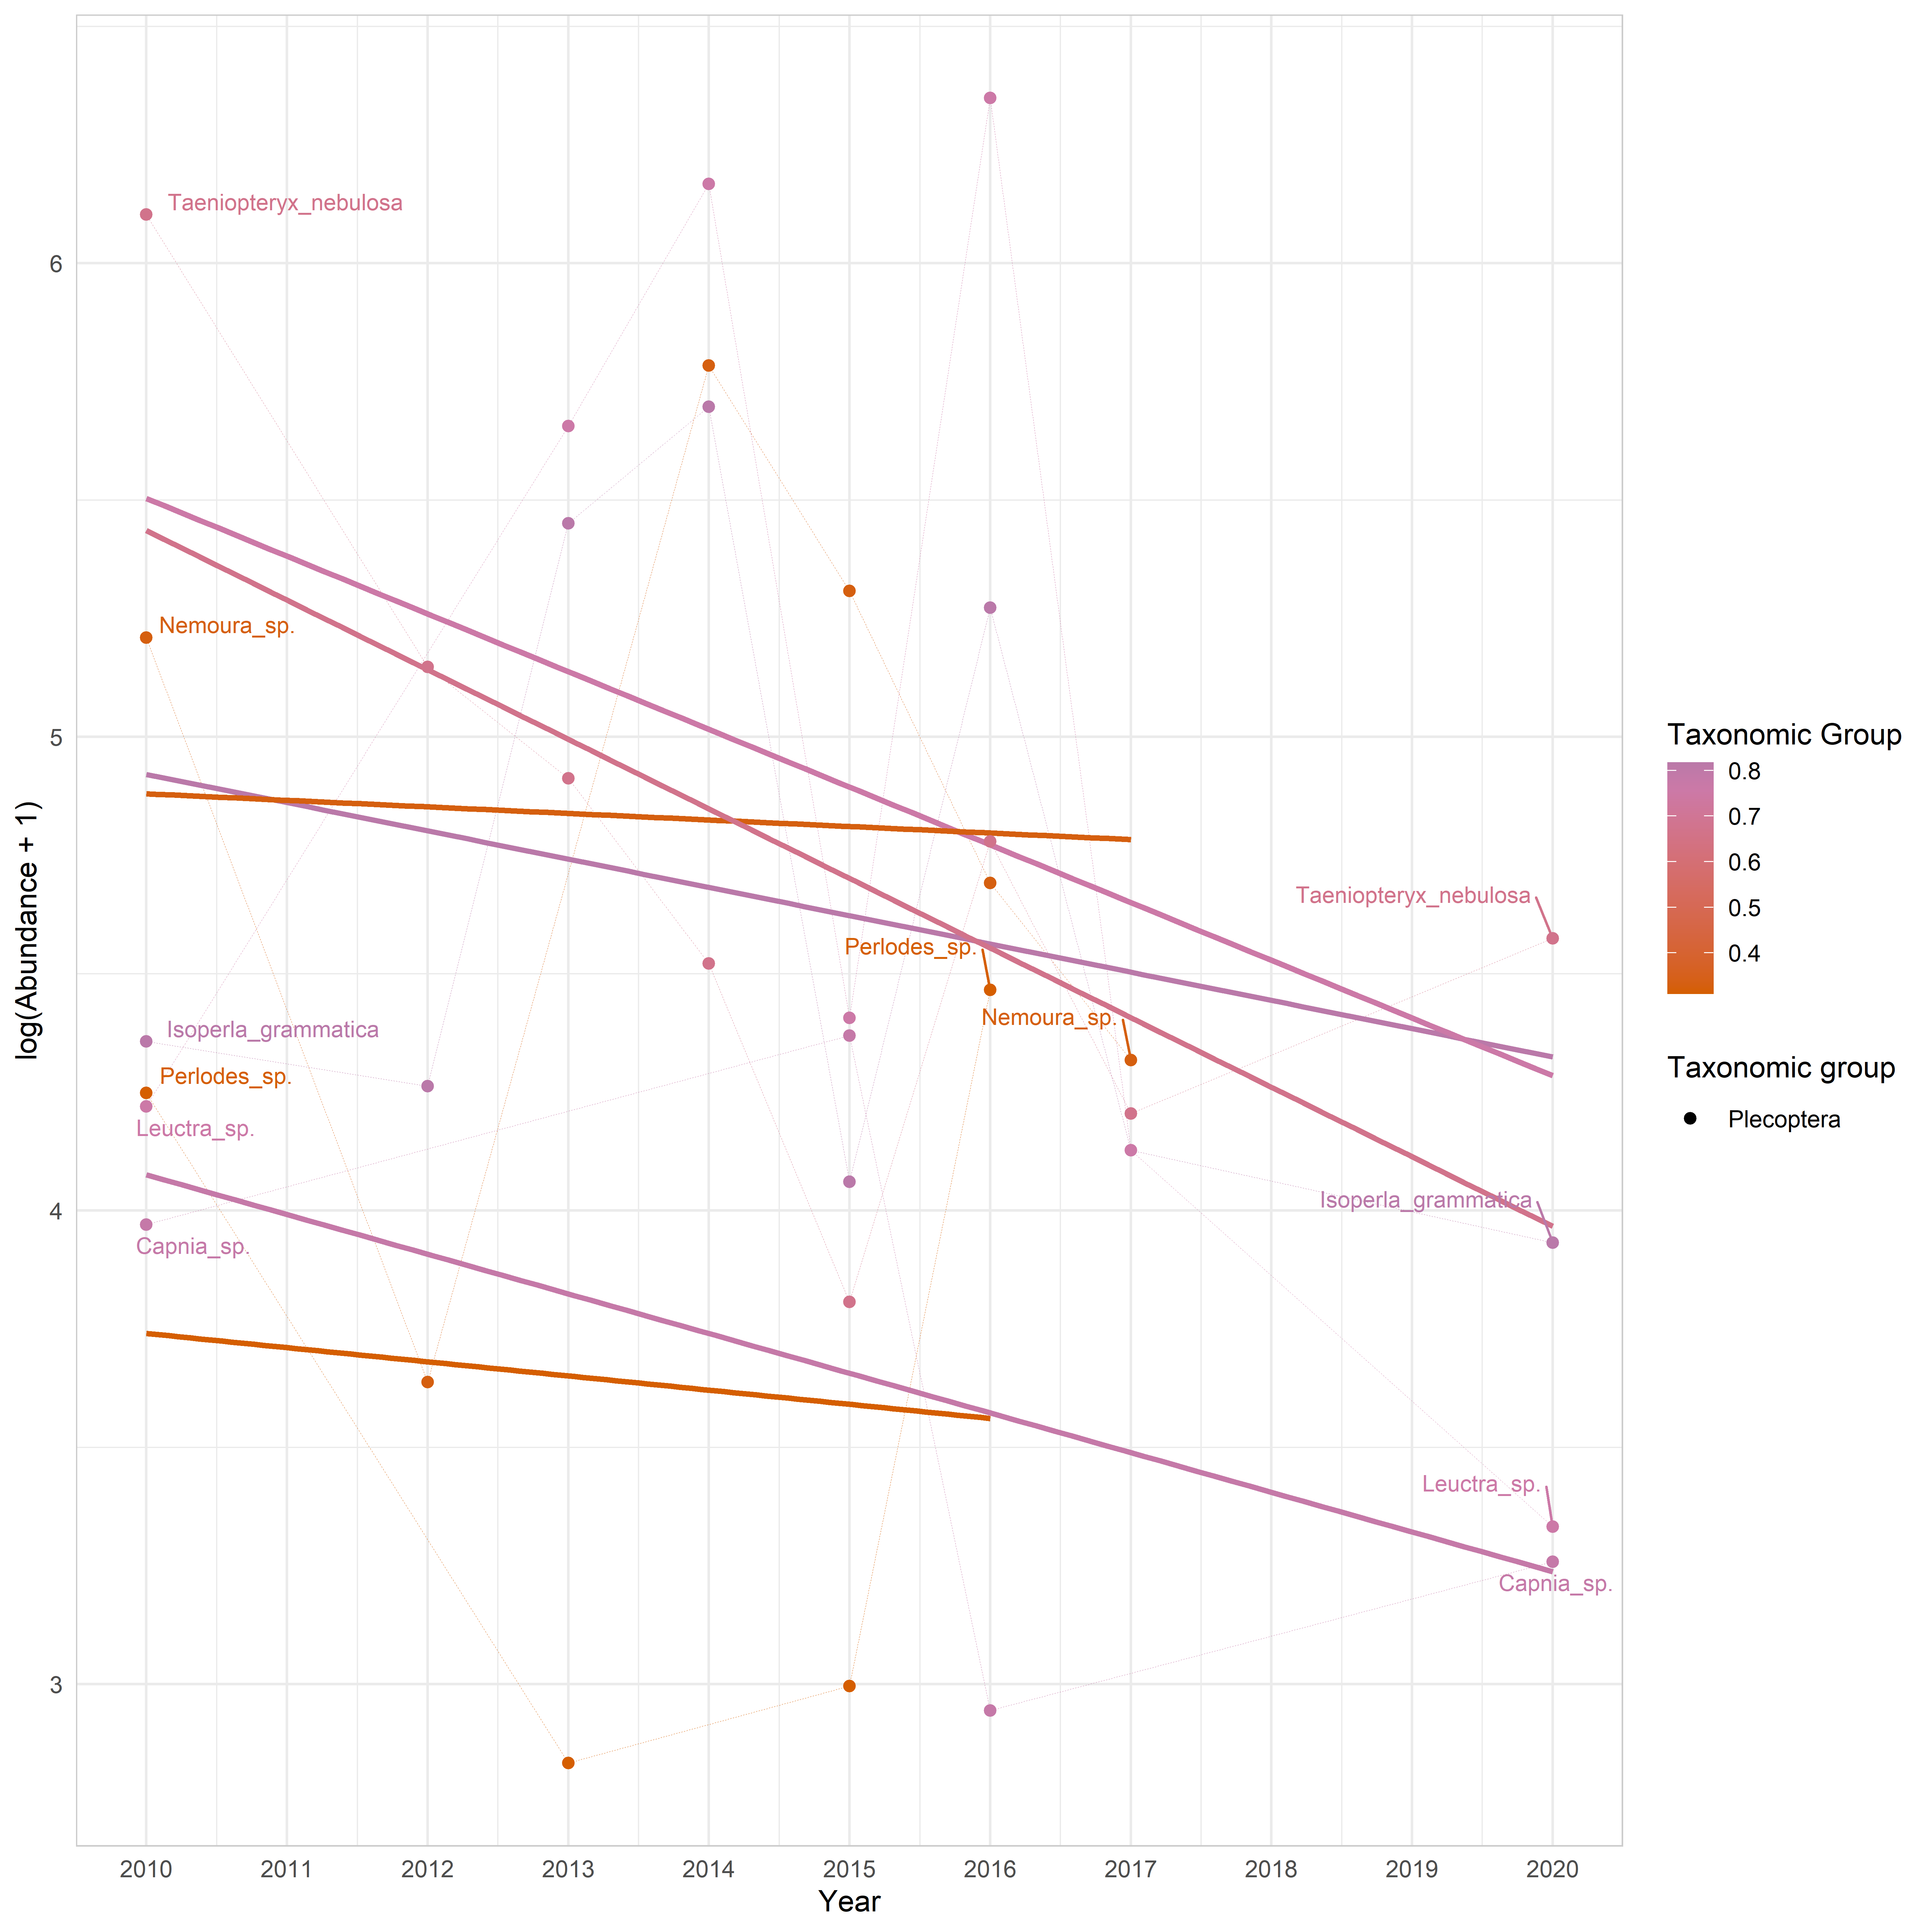 Taeniopteryx_nebulosa
6
Nemoura_sp.
5
Taxonomic Group
0.8
0.7
0.6
0.5
0.4
Taeniopteryx_nebulosa
Perlodes_sp.
Nemoura_sp.
Isoperla_grammatica
Perlodes_sp.
Leuctra_sp.
Taxonomic group
Plecoptera
log(Abundance + 1)
4
Isoperla_grammatica
Capnia_sp.
Leuctra_sp.
Capnia_sp.
3
2010 2011 2012 2013 2014 2015 2016 2017 2018 2019 2020
Year